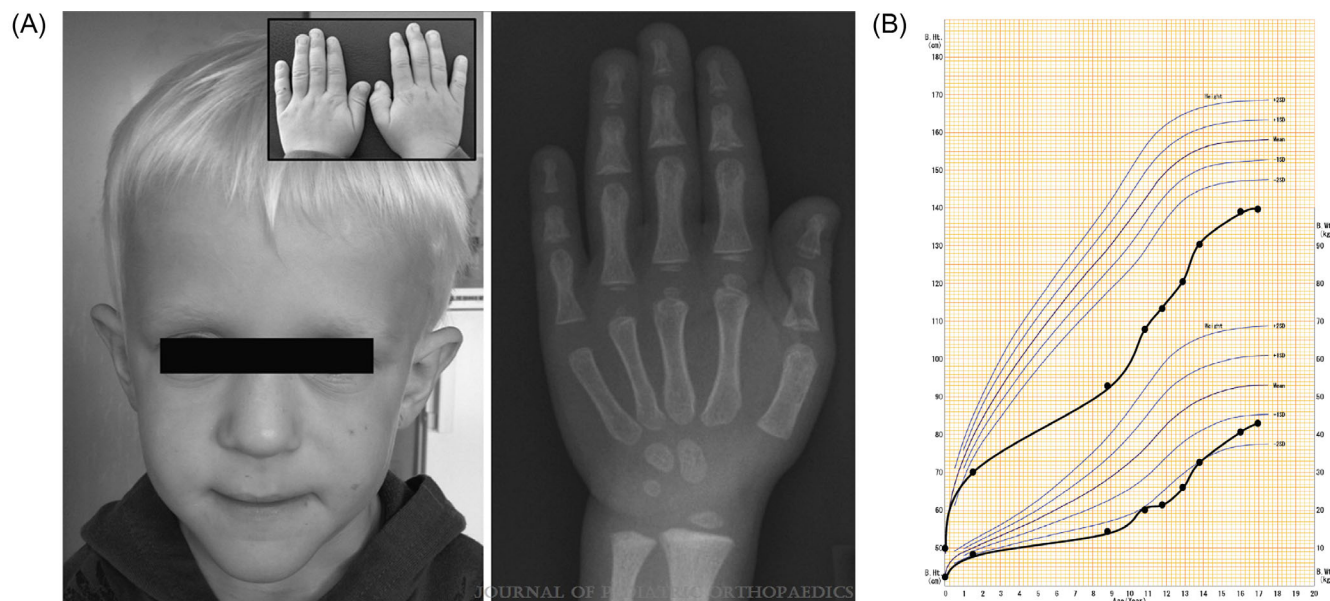 (A)
JOURNAL OF PEDIATRIC ORTHOPAEDICS
(B)
B. Ht.
(cm)
180
170
160
150
140
130
120
110
100
90
80
70
60
50
B. Ht.
(cm)
Height
+2SD
+1SD
Mean
-1SD
-2SD
B. Wt
(kg
90
80
70
60
50
40
30
20
10
B. Wt
(kg
Height
+2SD
+1SD
Mean
+1SD
-2SD
0 1 2 3 4 5 6 7 8 9 10 11 12 13 14 15 16 17 18 19 20
Age(Years)